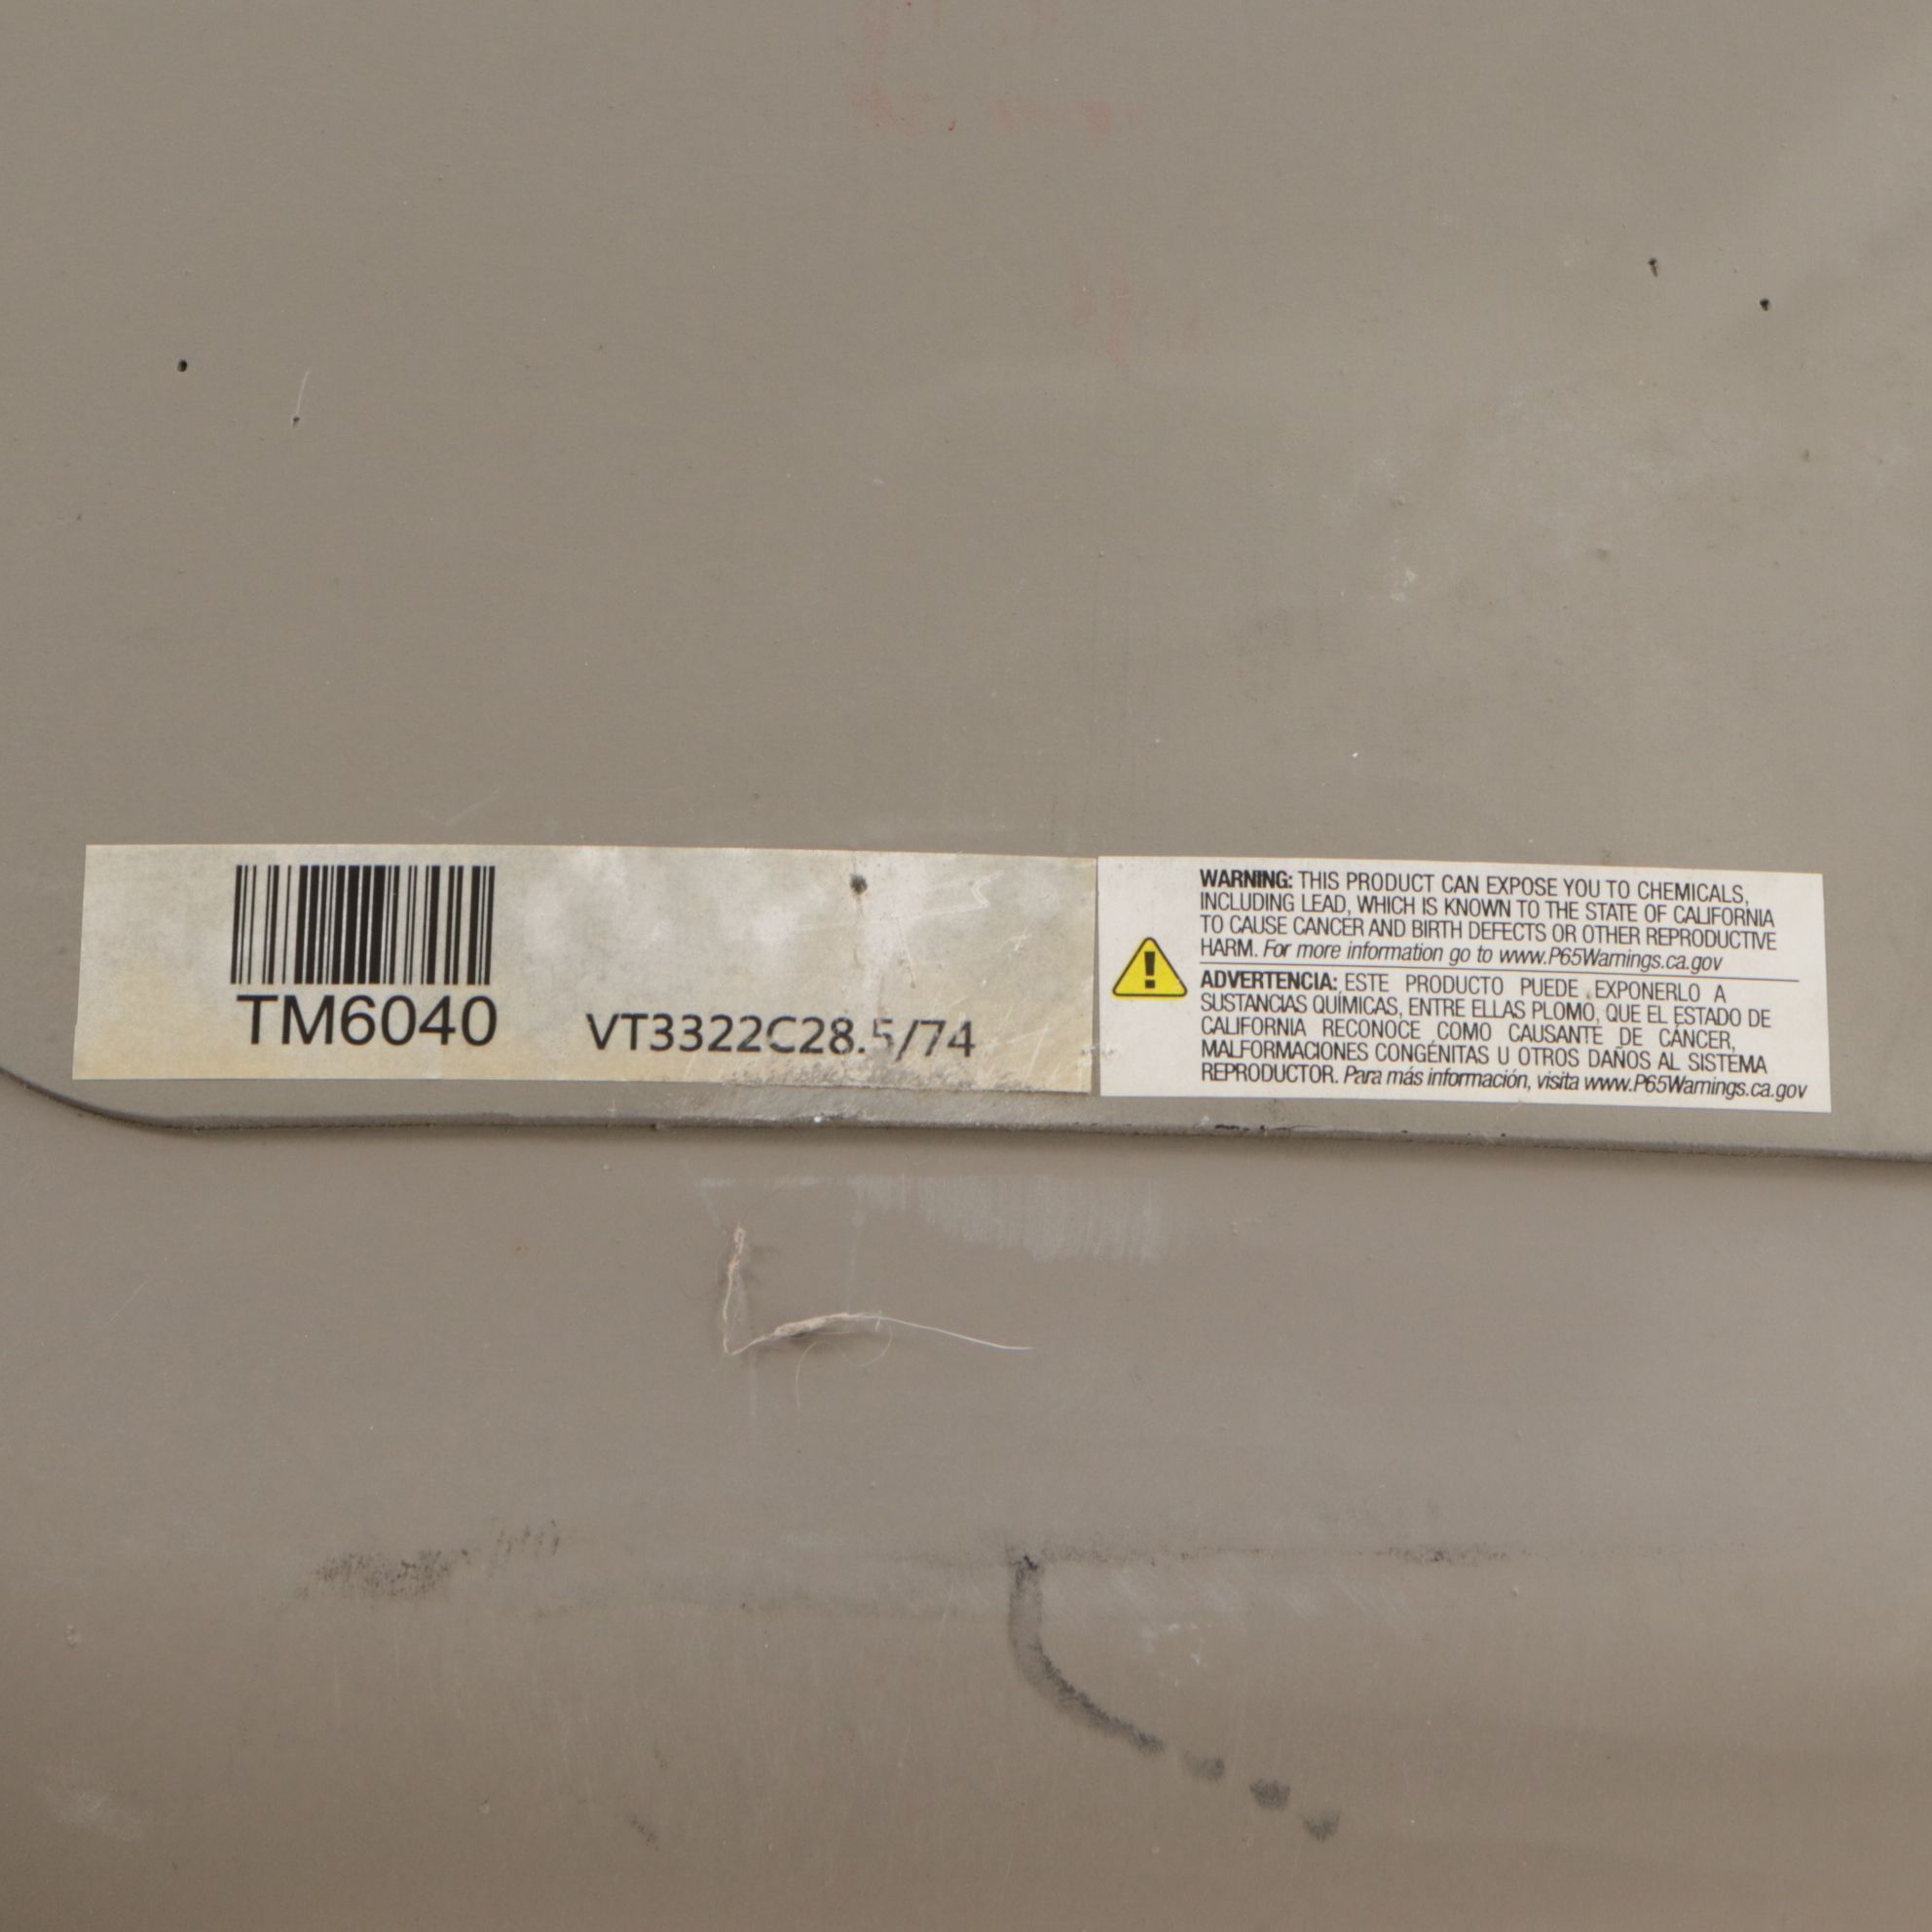 TM6040
VT3322C28.5/74
WARNING: THIS PRODUCT CAN EXPOSE YOU TO CHEMICALS,
INCLUDING LEAD, WHICH IS KNOWN TO THE STATE OF CALIFORNIA
TO CAUSE CANCER AND BIRTH DEFECTS OR OTHER REPRODUCTIVE
HARM. For more information go to www.P65Warnings.ca.gov
ADVERTENCIA: ESTE PRODUCTO PUEDE EXPONERLO A
SUSTANCIAS QUÍMICAS, ENTRE ELLAS PLOMO, QUE EL ESTADO DE
CALIFORNIA RECONOCE COMO CAUSANTE DE CÁNCER,
MALFORMACIONES CONGÉNITAS U OTROS DAÑOS AL SISTEMA
REPRODUCTOR. Para más información, visita www.P65Warnings.ca.gov